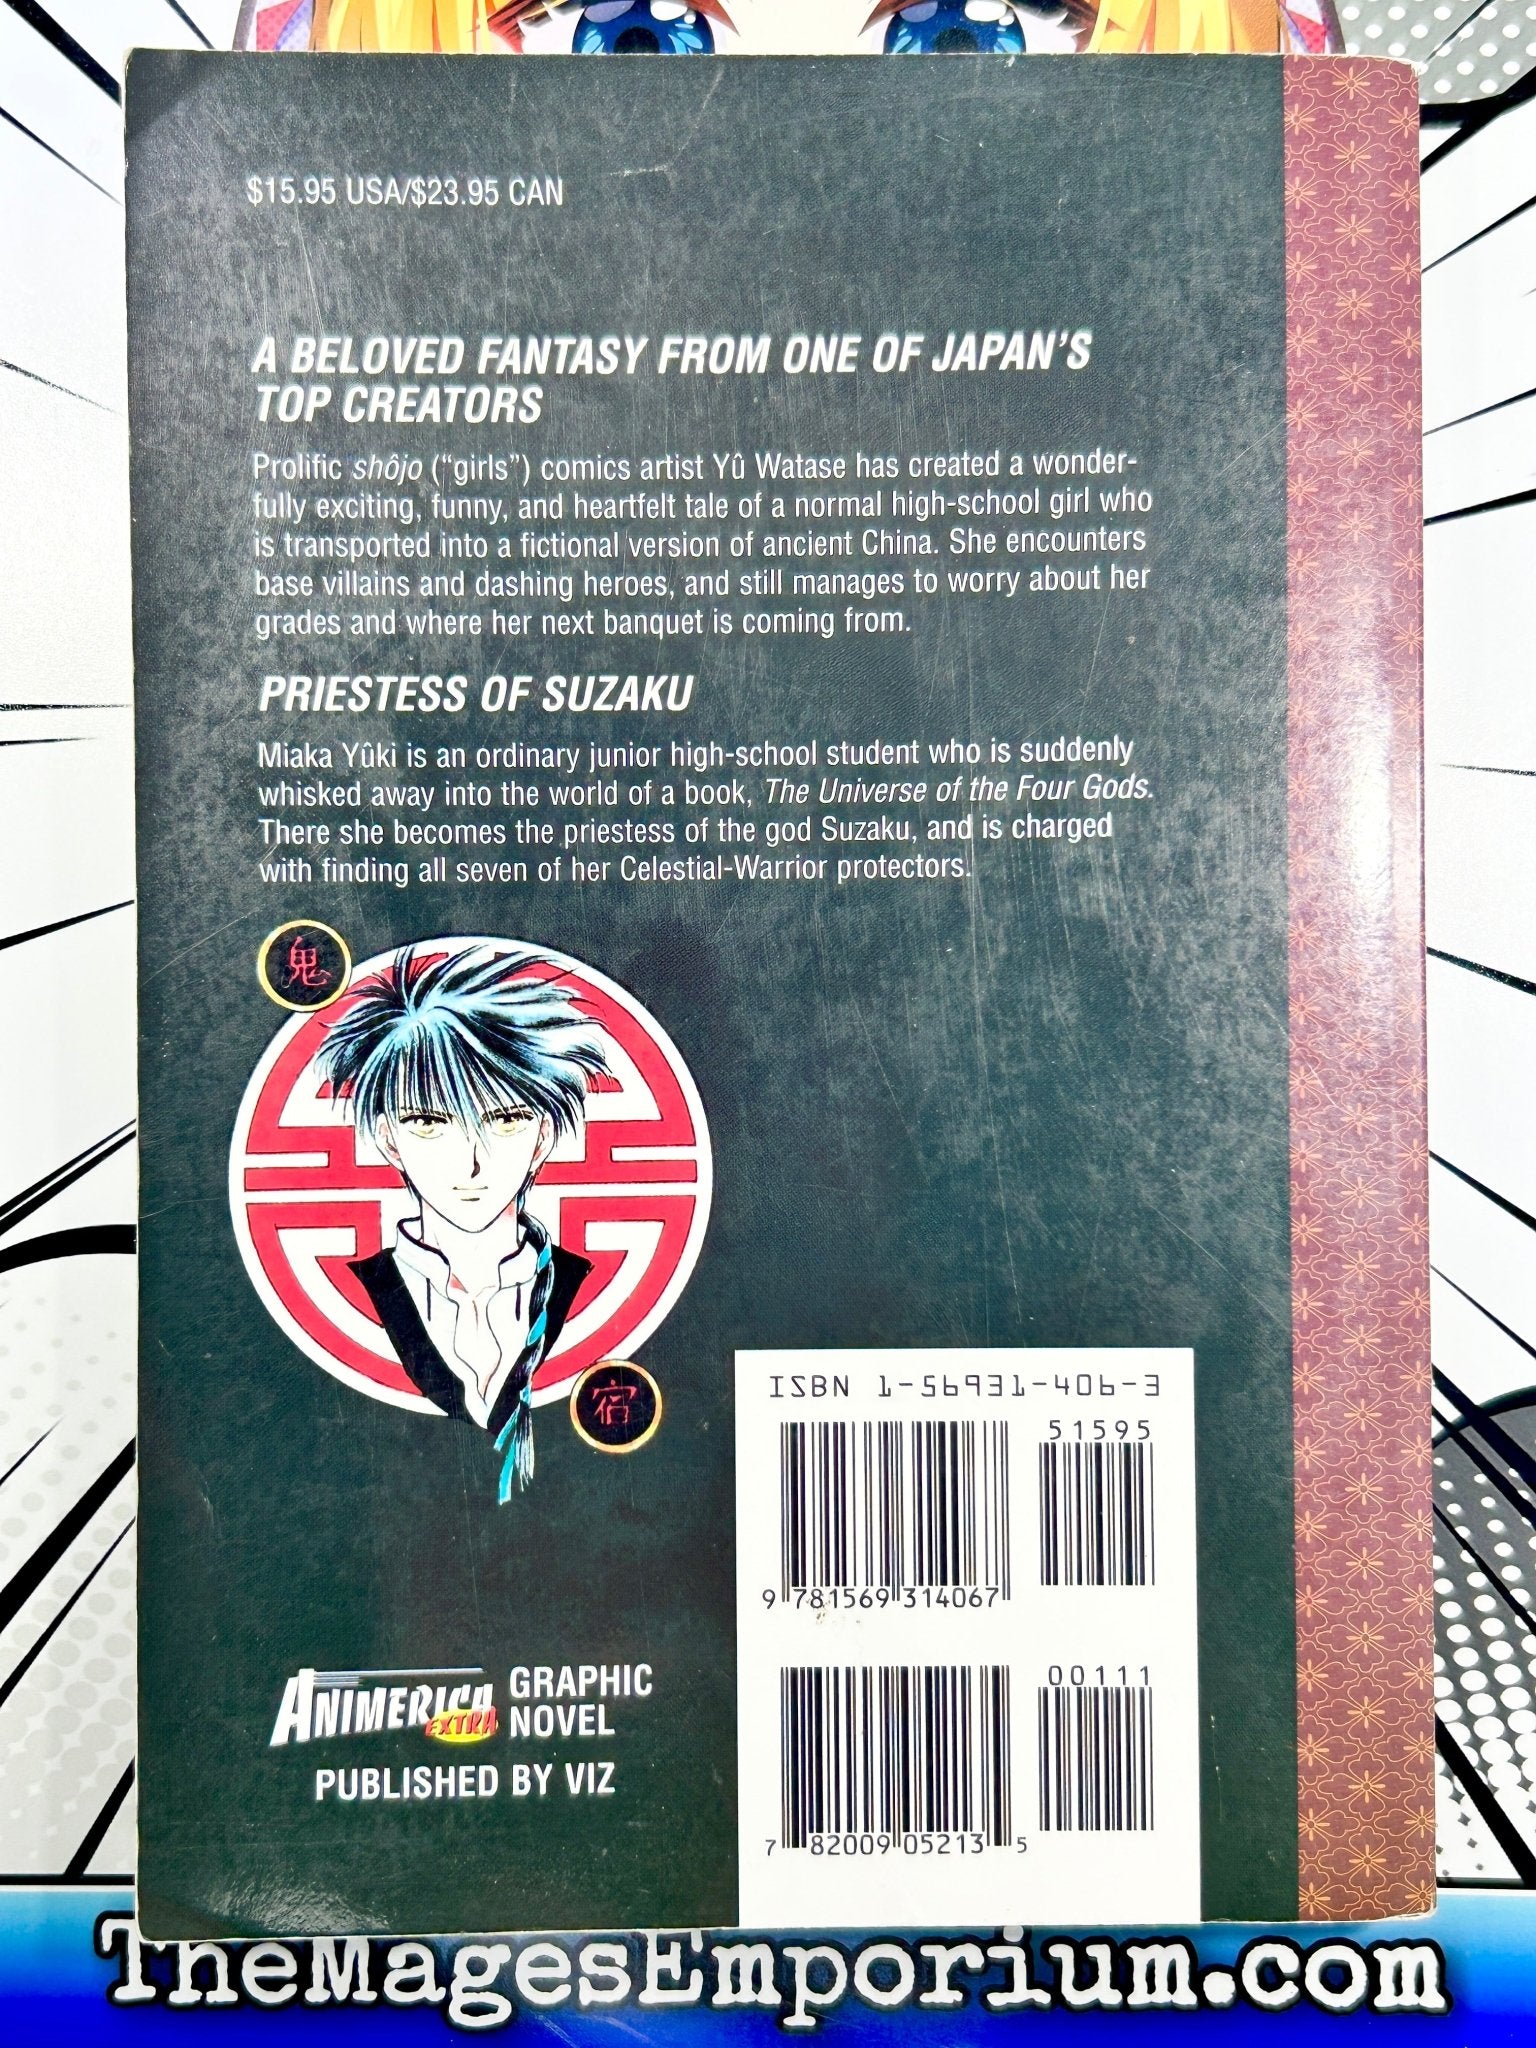 $15.95 USA/$23.95 CAN
A BELOVED FANTASY FROM ONE OF JAPAN'S
TOP CREATORS
Prolific shôjo ("girls") comics artist Yû Watase has created a wonder-
fully exciting, funny, and heartfelt tale of a normal high-school girl who
is transported into a fictional version of ancient China. She encounters
base villains and dashing heroes, and still manages to worry about her
grades and where her next banquet is coming from.
PRIESTESS OF SUZAKU
Miaka Yûki is an ordinary junior high-school student who is suddenly
whisked away into the world of a book, The Universe of the Four Gods.
There she becomes the priestess of the god Suzaku, and is charged
with finding all seven of her Celestial-Warrior protectors.
鬼
宿
ISBN 1-56931-406-3
51595
9 781569 314067
00111
7 82009 05213 5
ANIMERICA EXTRA
GRAPHIC
NOVEL
PUBLISHED BY VIZ
TheMagesEmporium.com